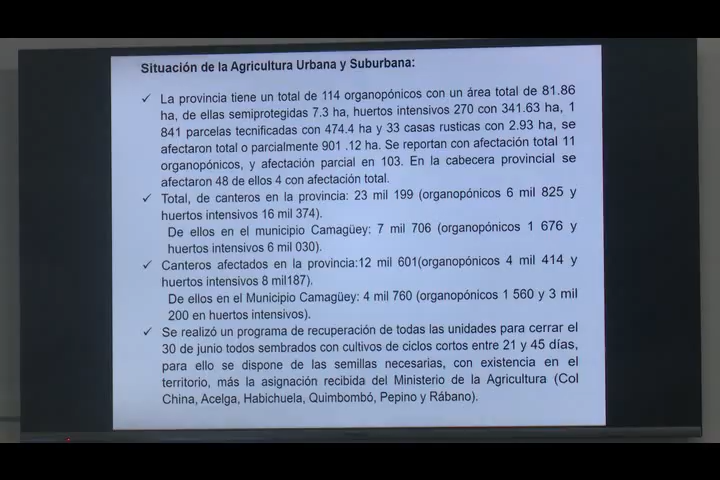 Situación de la Agricultura Urbana y Suburbana:
✓ La provincia tiene un total de 114 organopónicos con un área total de 81.86
ha, de ellas semiprotegidas 7.3 ha, huertos intensivos 270 con 341.63 ha, 1
841 parcelas tecnificadas con 474.4 ha y 33 casas rusticas con 2.93 ha, se
afectaron total o parcialmente 901 .12 ha. Se reportan con afectación total 11
organopónicos, y afectación parcial en 103. En la cabecera provincial se
afectaron 48 de ellos 4 con afectación total.
✓ Total, de canteros en la provincia: 23 mil 199 (organopónicos 6 mil 825 y
huertos intensivos 16 mil 374).
De ellos en el municipio Camagüey: 7 mil 706 (organopónicos 1 676 y
huertos intensivos 6 mil 030).
✓ Canteros afectados en la provincia:12 mil 601(organopónicos 4 mil 414 y
huertos intensivos 8 mil187).
De ellos en el Municipio Camagüey: 4 mil 760 (organopónicos 1 560 y 3 mil
200 en huertos intensivos).
✓ Se realizó un programa de recuperación de todas las unidades para cerrar el
30 de junio todos sembrados con cultivos de ciclos cortos entre 21 y 45 días,
para ello se dispone de las semillas necesarias, con existencia en el
territorio, más la asignación recibida del Ministerio de la Agricultura (Col
China, Acelga, Habichuela, Quimbombó, Pepino y Rábano).